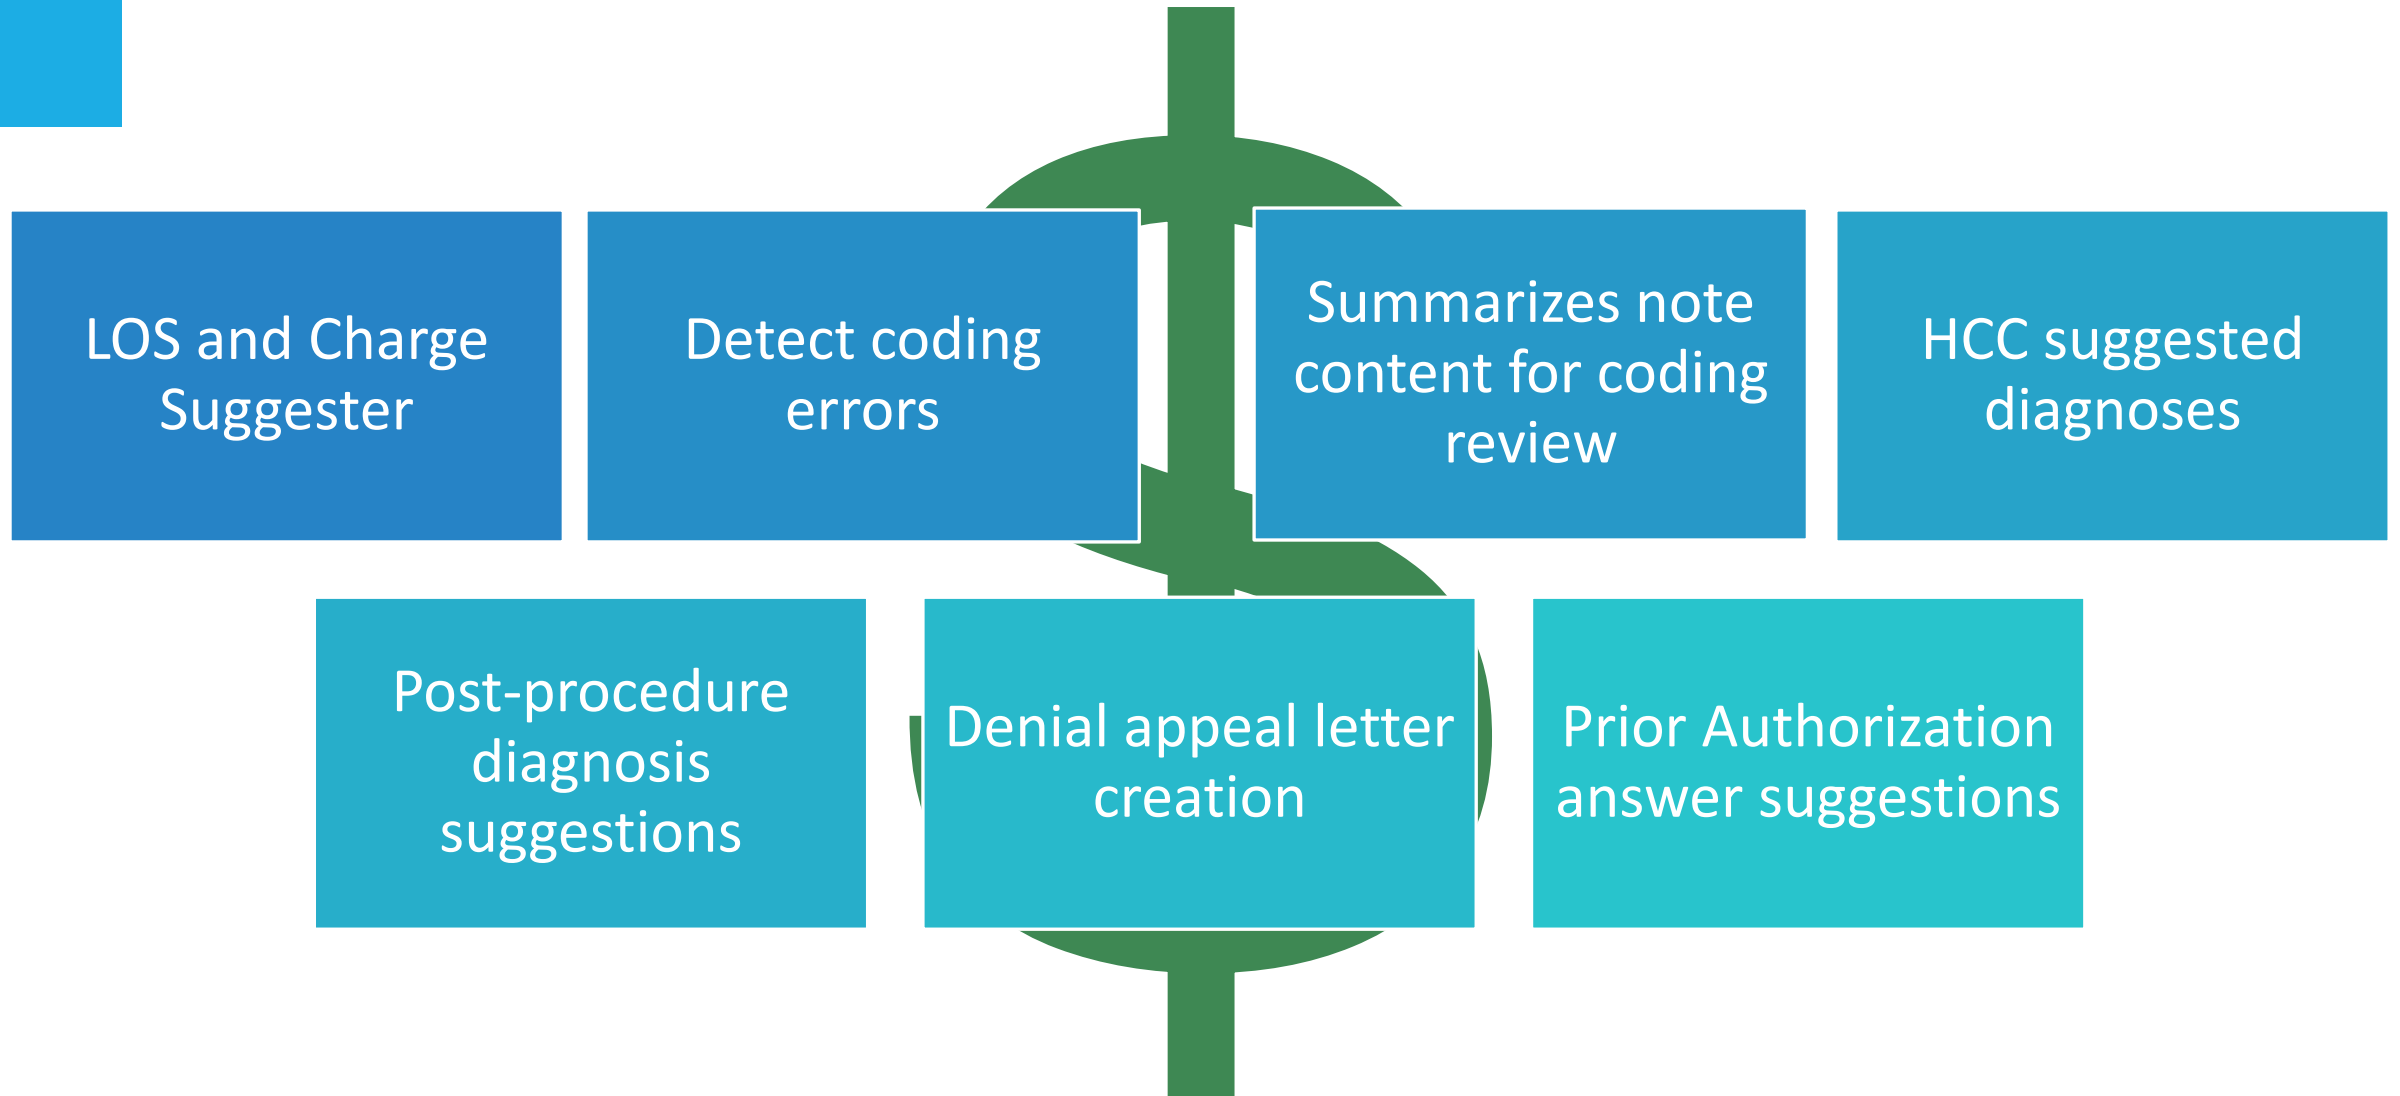 LOS and Charge
Suggester
Detect coding
errors
Summarizes note
content for coding
review
HCC suggested
diagnoses
Post-procedure
diagnosis
suggestions
Denial appeal letter
creation
Prior Authorization
answer suggestions